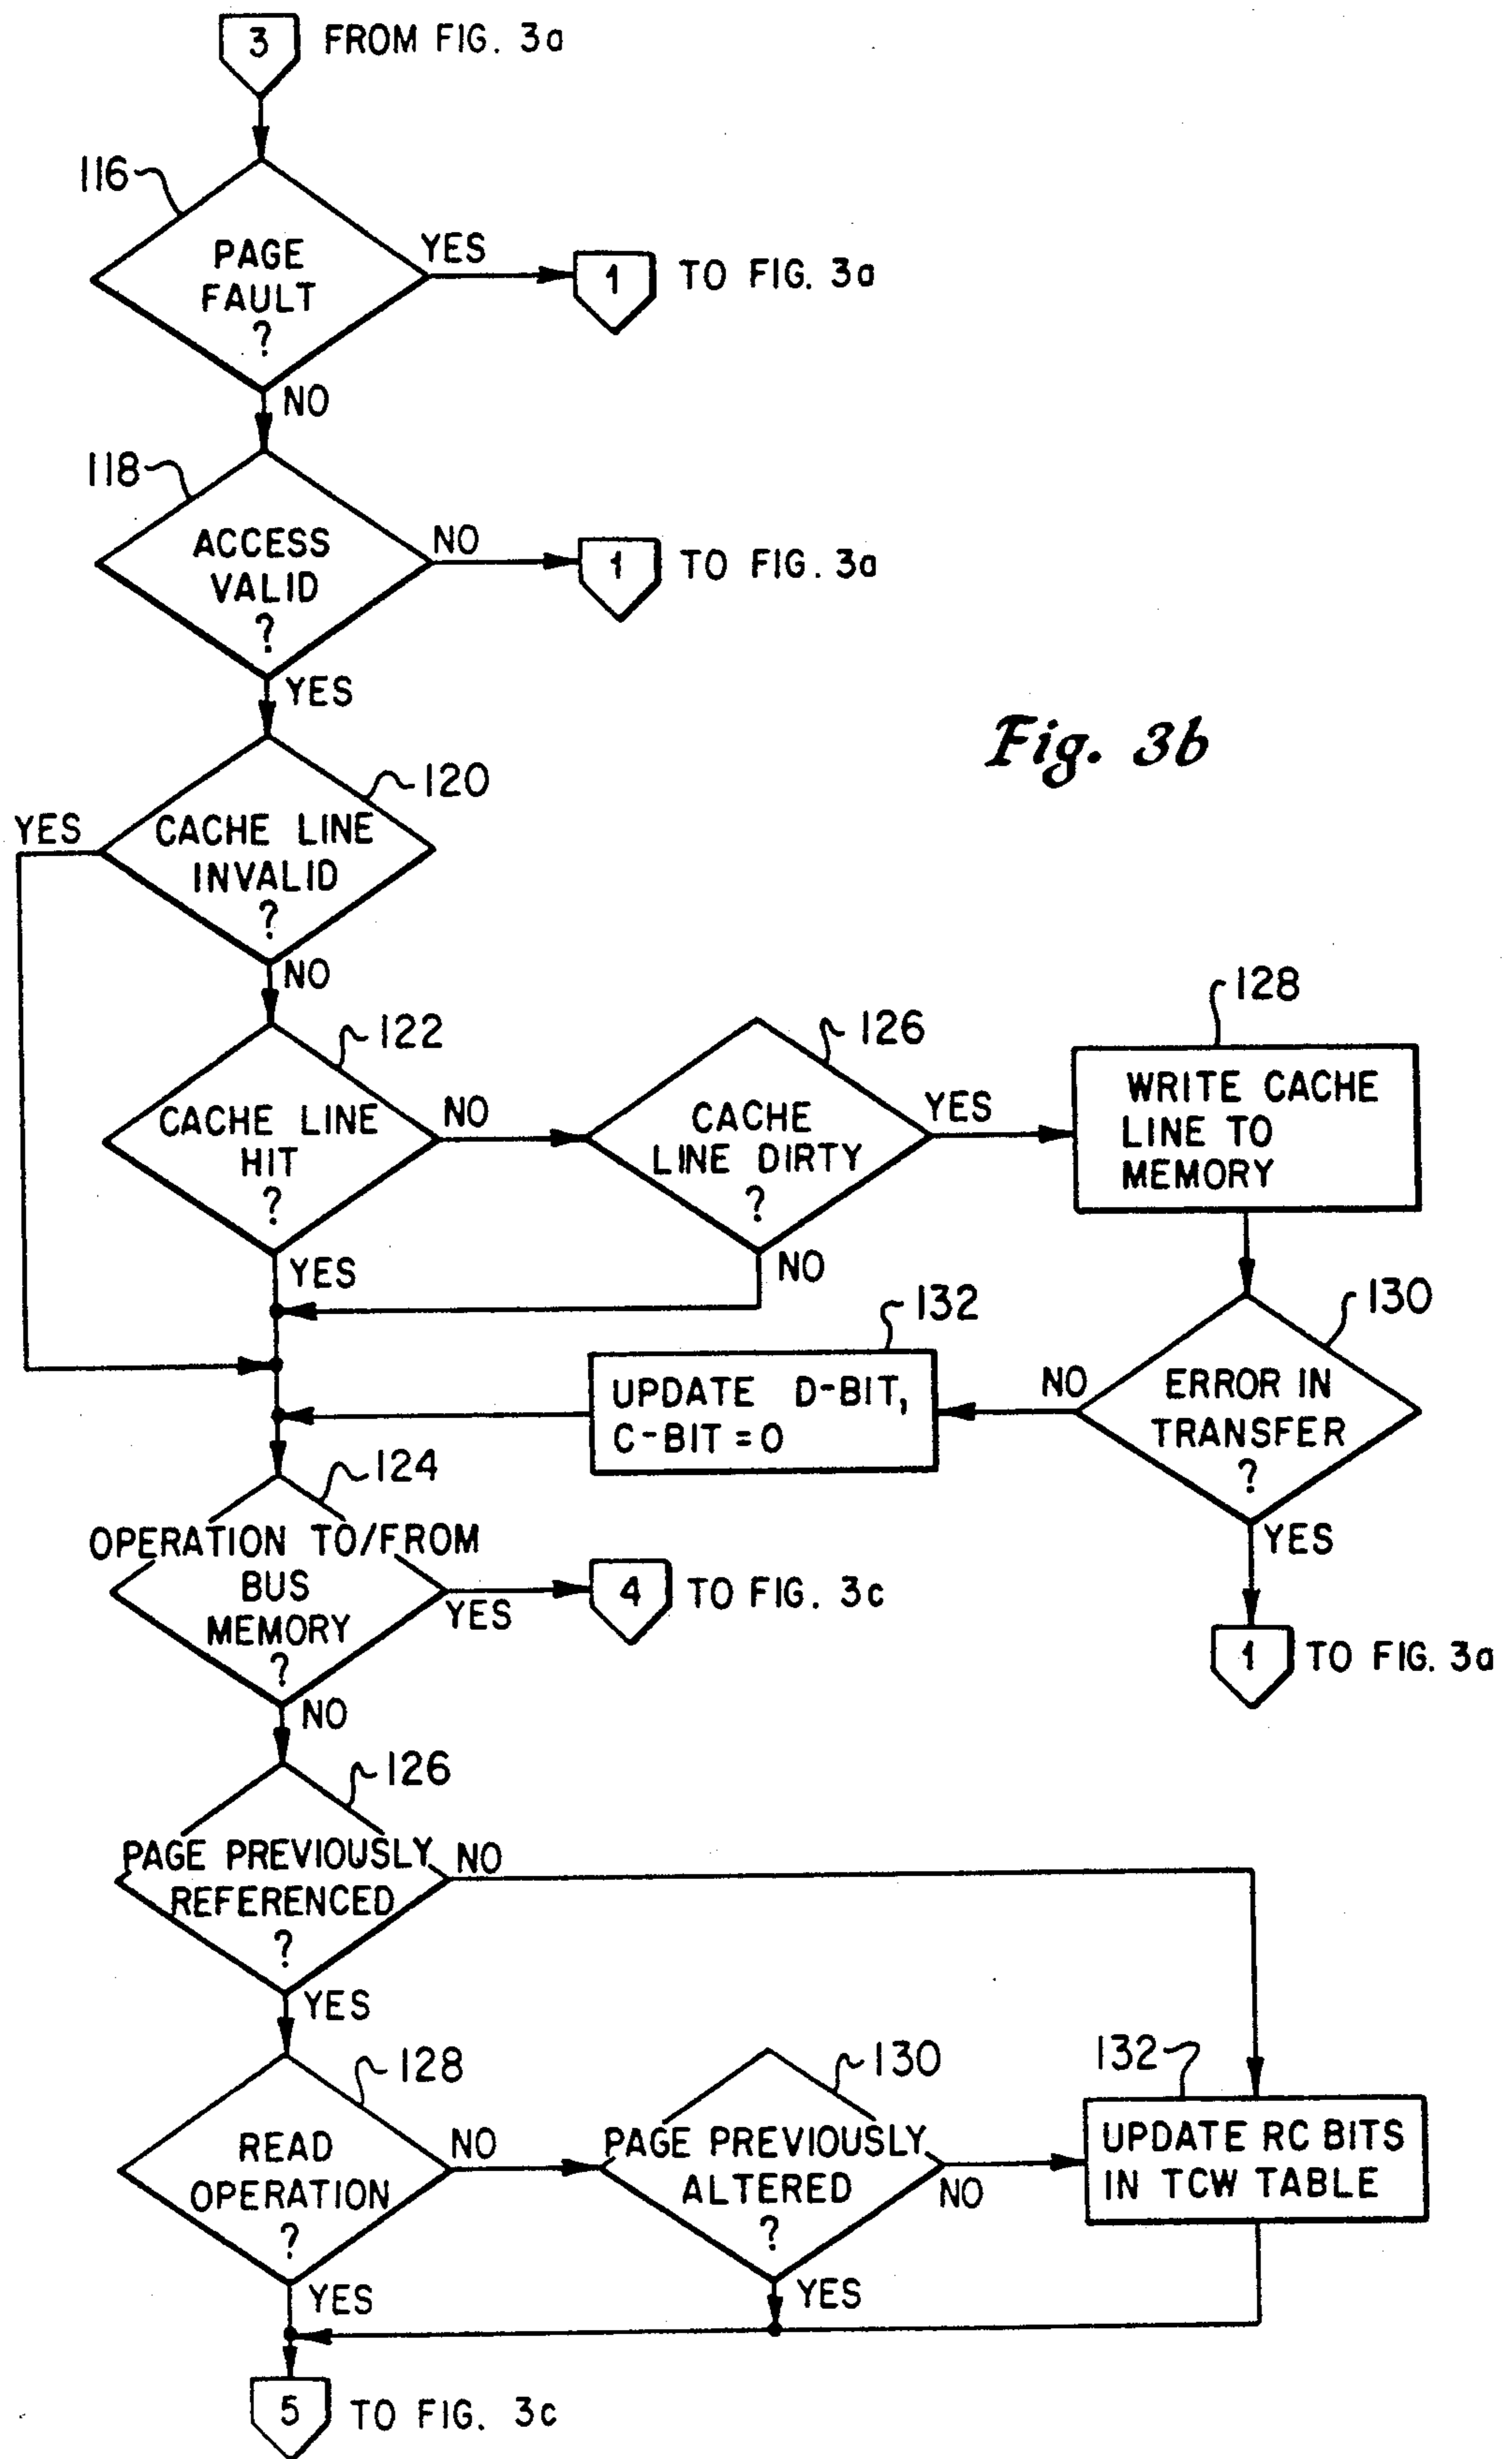 3 FROM FIG. 3a
116
PAGE
FAULT
?
YES
1 TO FIG. 3a
NO
118
ACCESS
VALID
?
NO
1 TO FIG. 3a
YES
Fig. 3b
120
YES
CACHE LINE
INVALID
?
NO
122
CACHE LINE
HIT
?
NO
YES
126
CACHE
LINE DIRTY
?
YES
NO
128
WRITE CACHE
LINE TO
MEMORY
130
ERROR IN
TRANSFER
?
NO
YES
1 TO FIG. 3a
132
UPDATE D-BIT,
C-BIT = 0
124
OPERATION TO/FROM
BUS
MEMORY
?
YES
4 TO FIG. 3c
NO
126
PAGE PREVIOUSLY
REFERENCED
?
NO
YES
128
READ
OPERATION
?
NO
YES
130
PAGE PREVIOUSLY
ALTERED
?
NO
YES
132
UPDATE RC BITS
IN TCW TABLE
5 TO FIG. 3c